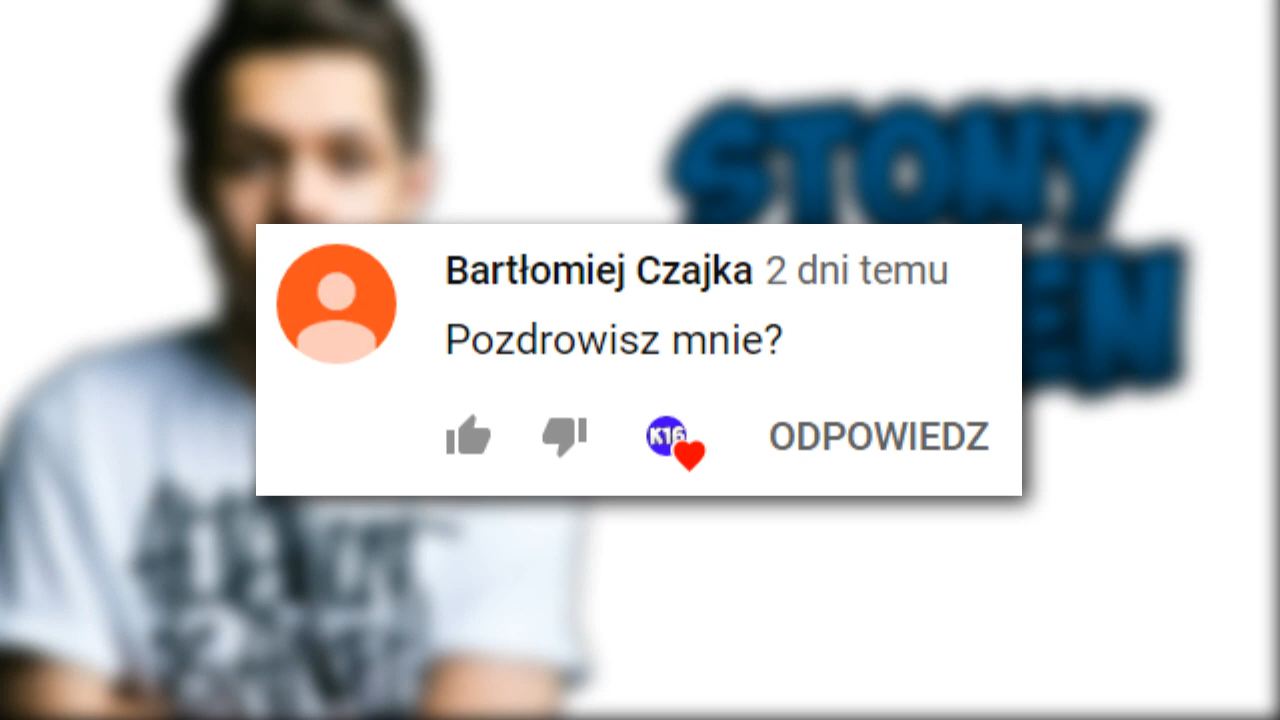 STONY
Bartłomiej Czajka 2 dni temu
Pozdrowisz mnie?
K16
ODPOWIEDZ